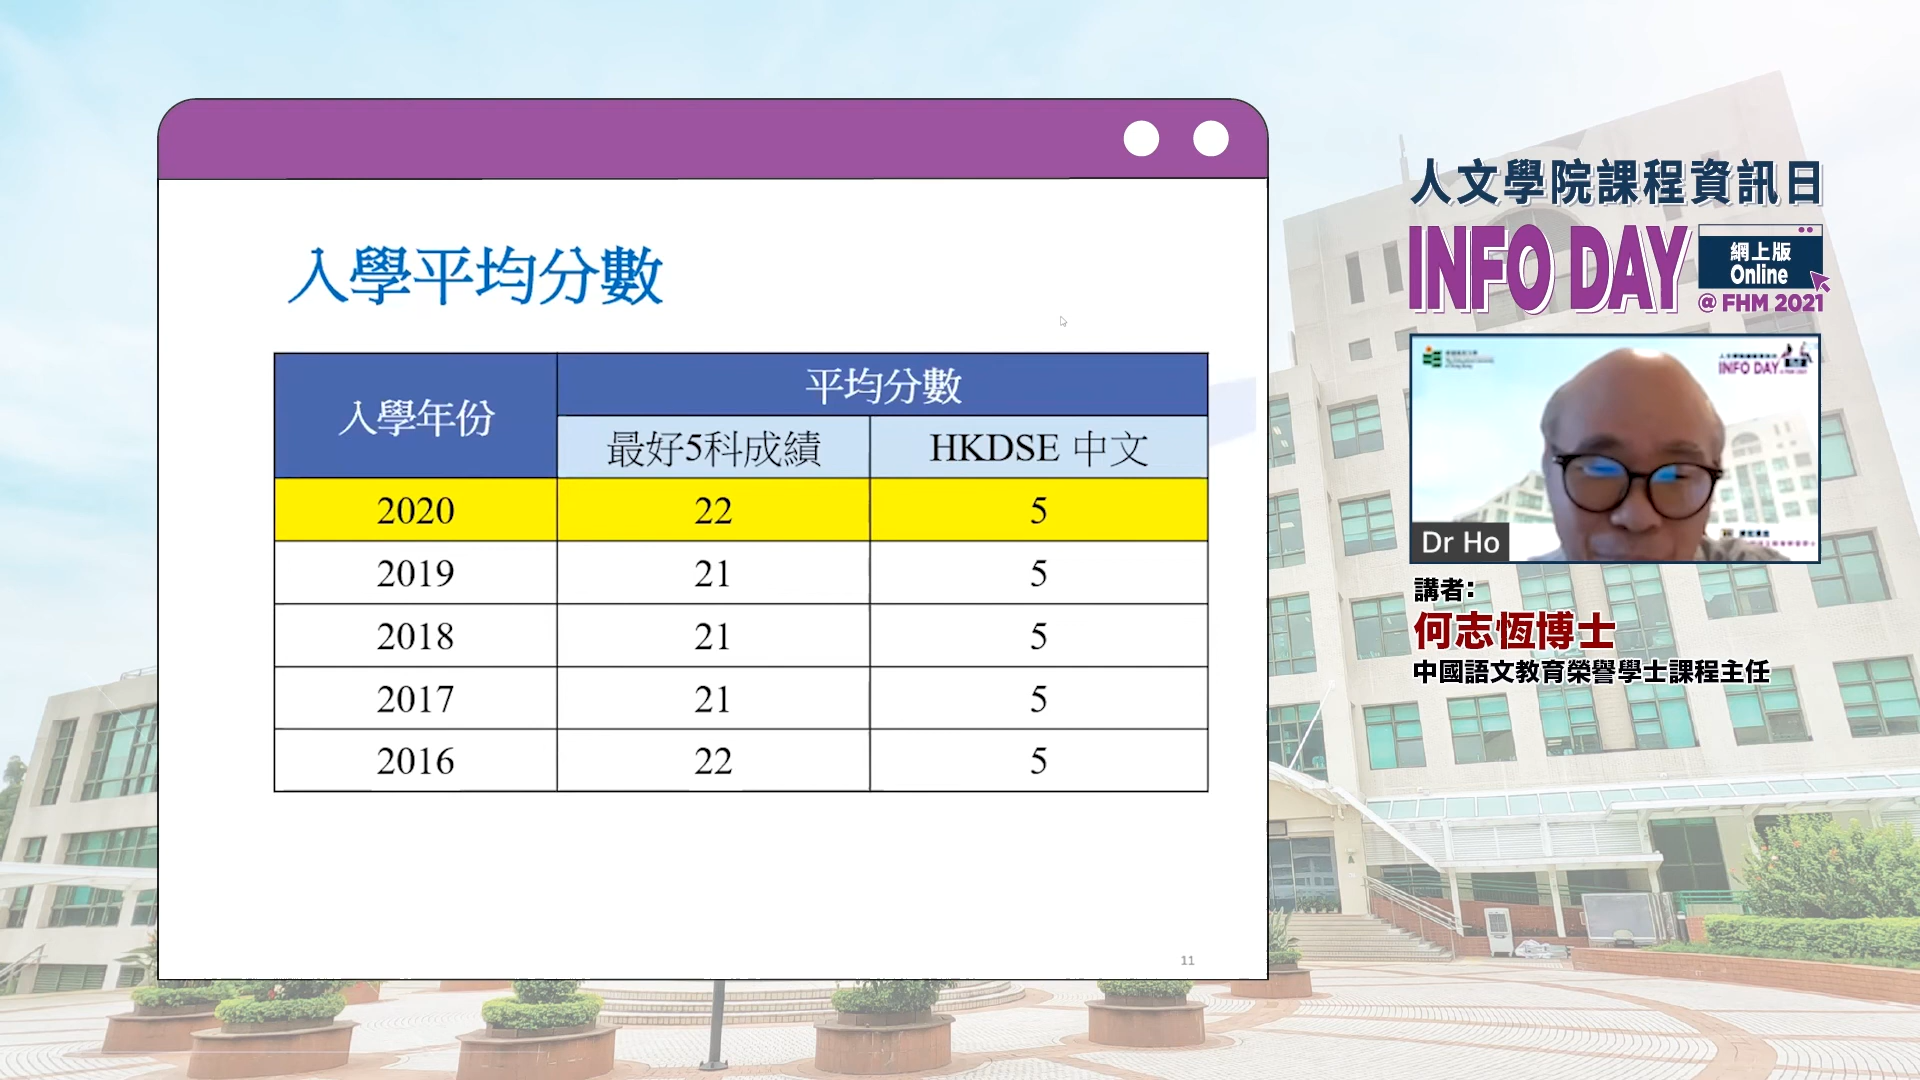 入學平均分數
入學年份
平均分數
最好5科成績
HKDSE 中文
2020
22
5
2019
21
5
2018
21
5
2017
21
5
2016
22
5
11
人文學院課程資訊日
INFO DAY
網上版
Online
@ FHM 2021
INFO DAY
Dr Ho
講者:
何志恆博士
中國語文教育榮譽學士課程主任